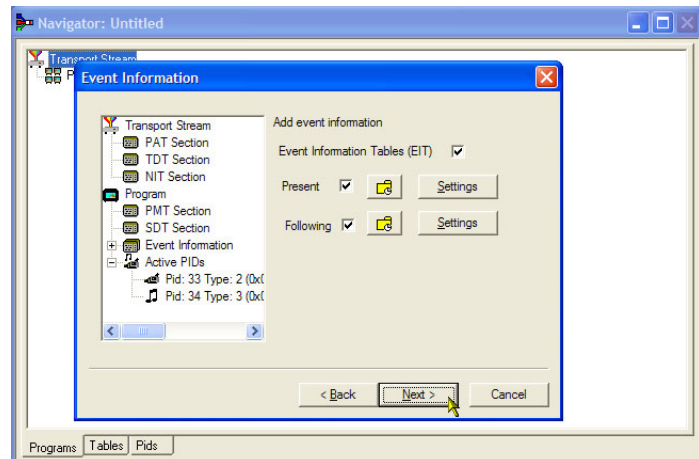 Navigator: Untitled
Transport Stream
P
Event Information
Transport Stream
PAT Section
TDT Section
NIT Section
Program
PMT Section
SDT Section
Event Information
Active PIDs
Pid: 33 Type: 2 (0x(
Pid: 34 Type: 3 (0x(
Add event information
Event Information Tables (EIT)
Present
Settings
Following
Settings
< Back
Next >
Cancel
Programs
Tables
Pids